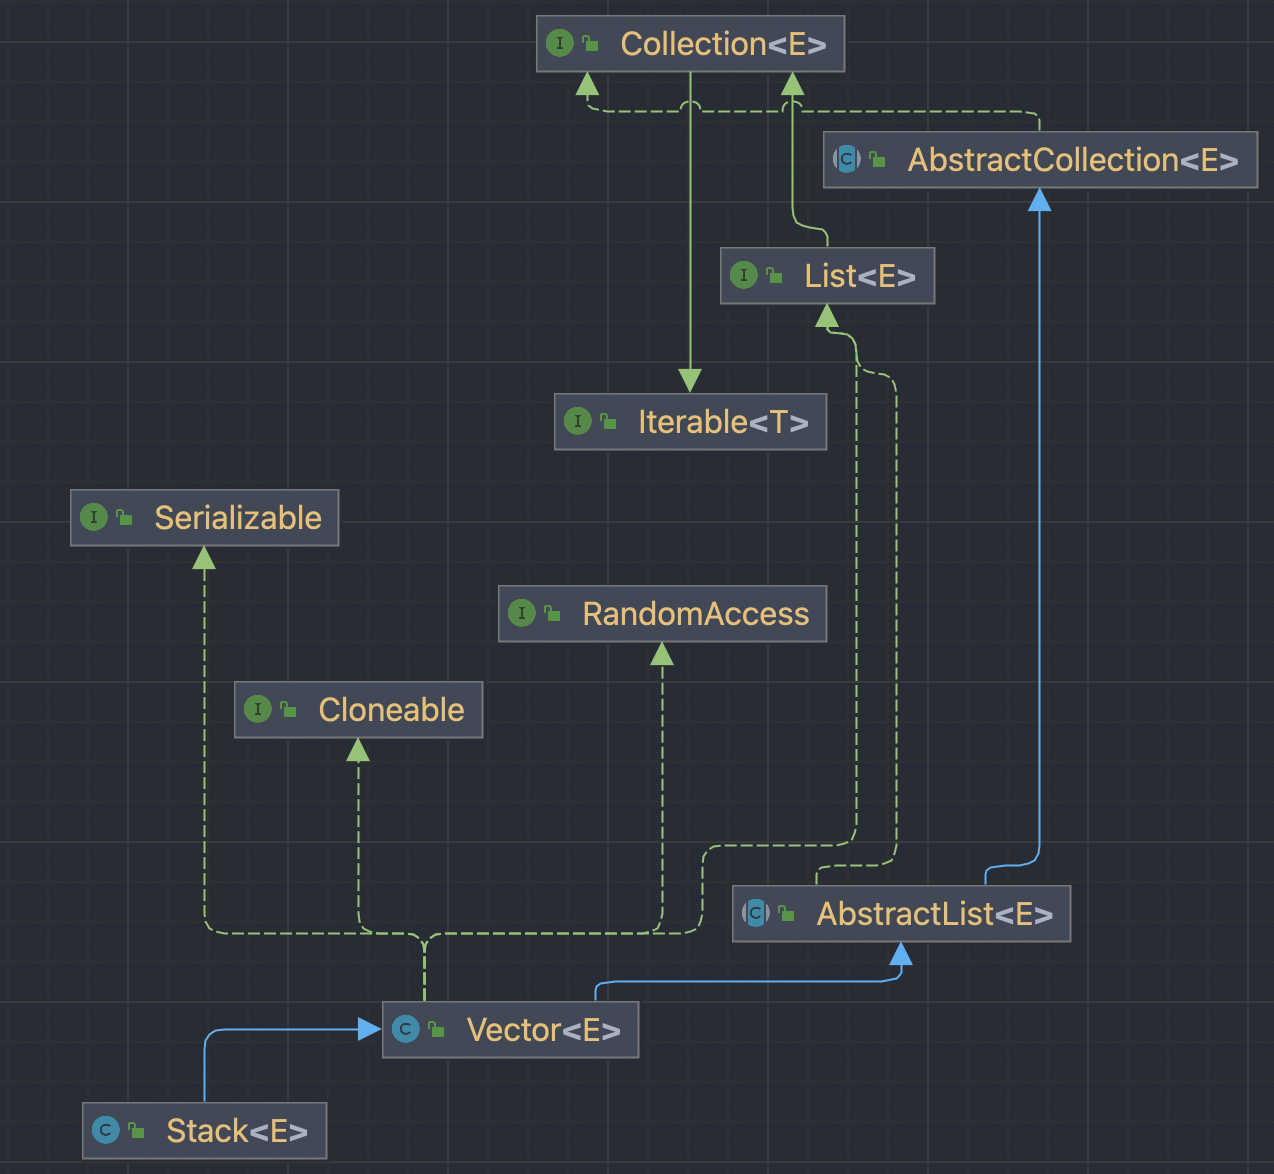 I Collection<E>
C AbstractCollection<E>
I List<E>
I Iterable<T>
I Serializable
I RandomAccess
I Cloneable
C AbstractList<E>
C Vector<E>
C Stack<E>